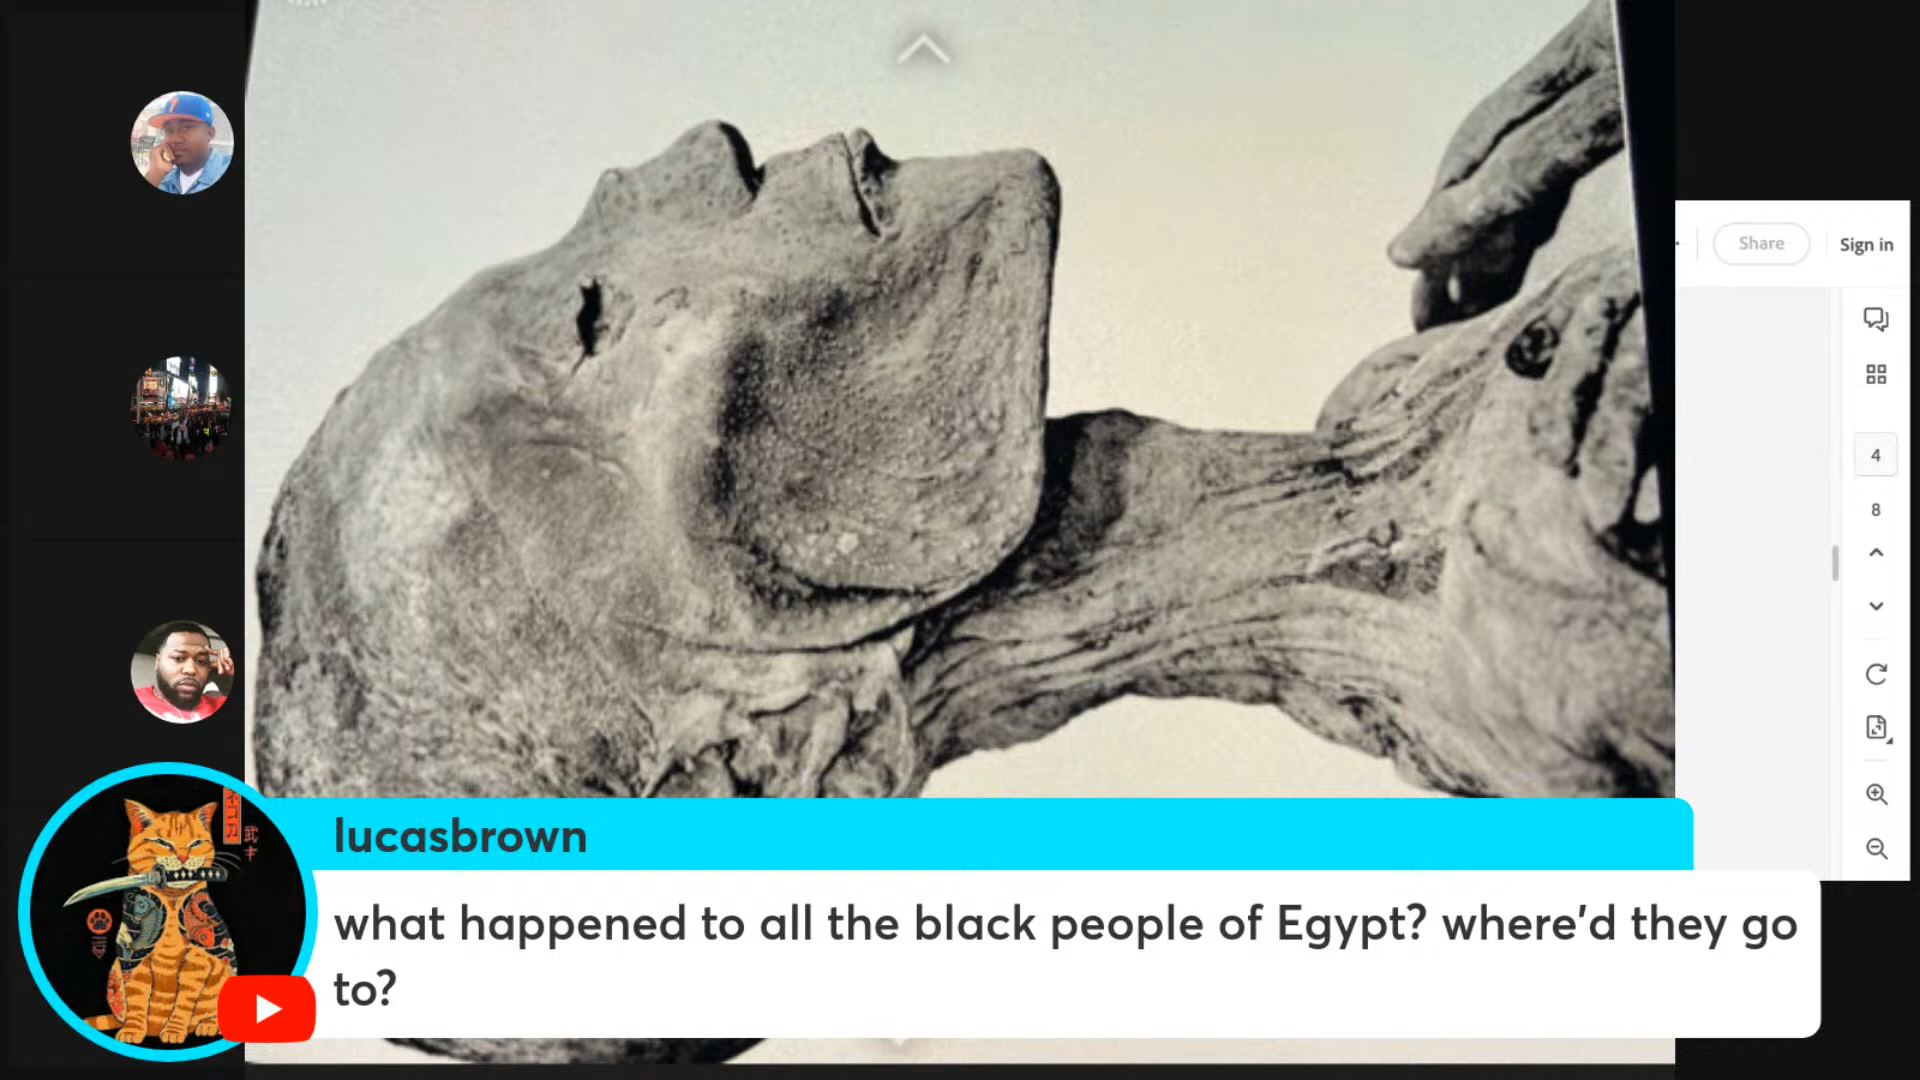 Share
Sign in
4
8
lucasbrown
what happened to all the black people of Egypt? where'd they go
to?